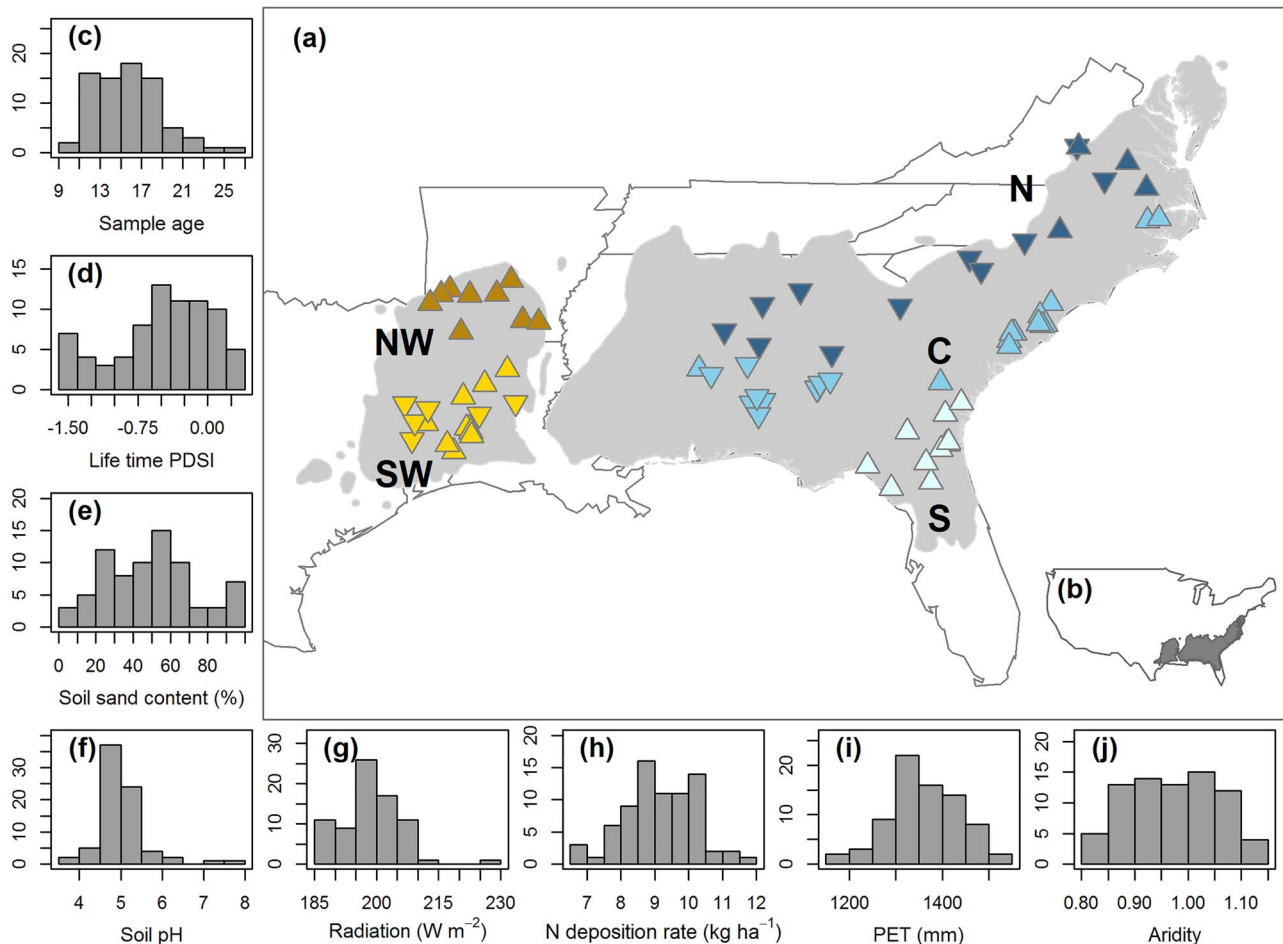 (c)
0 10 20
9 13 17 21 25
Sample age
(d)
0 5 10 15
-1.50 -0.75 0.00
Life time PDSI
(e)
0 5 10 15 20
0 20 40 60 80
Soil sand content (%)
(a)
N
NW
C
SW
S
(b)
(f)
0 10 30
4 5 6 7 8
Soil pH
(g)
0 10 20 30
185 200 215 230
Radiation (W m−2)
(h)
0 5 10 15 20
7 8 9 10 11 12
N deposition rate (kg ha−1)
(i)
0 5 10 20
1200 1400
PET (mm)
(j)
0 5 10 15 20
0.80 0.90 1.00 1.10
Aridity